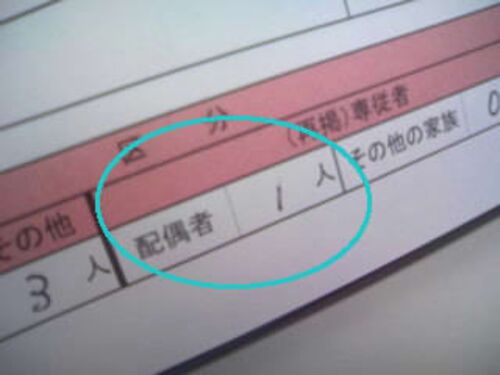 区分
(再掲)専従者
その他
配偶者 1 人 その他の家族 0
3 人